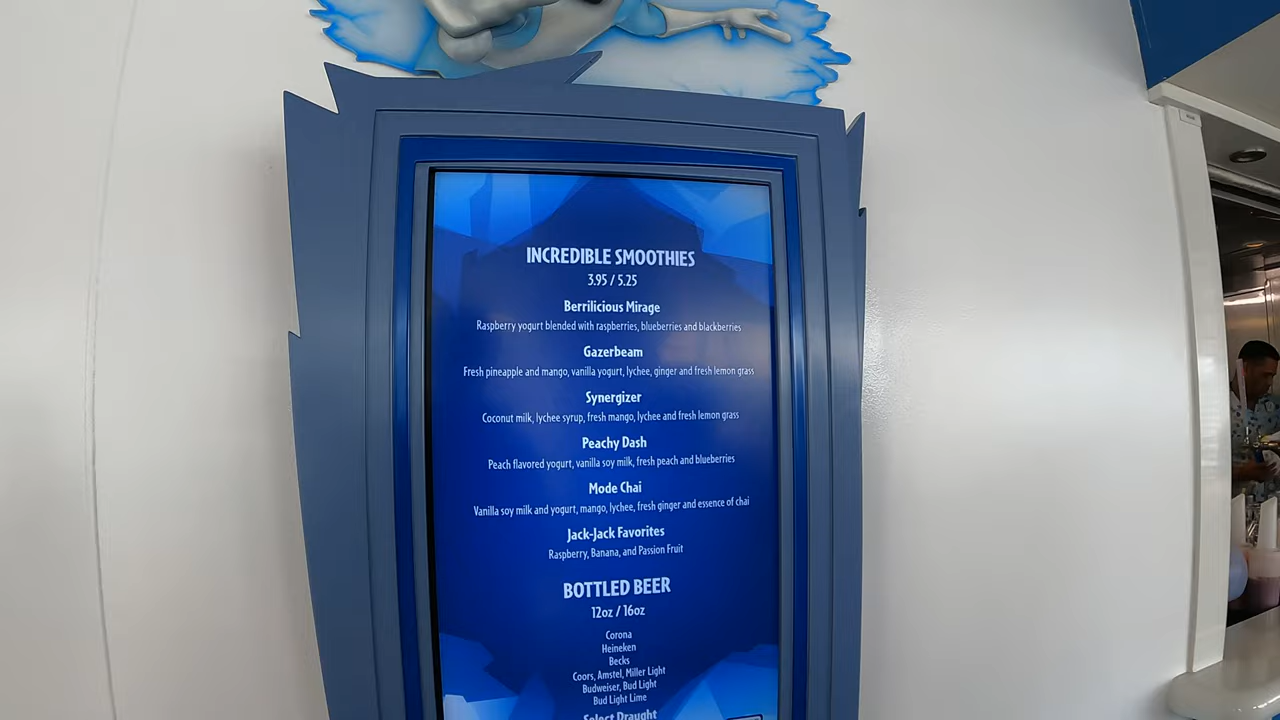 INCREDIBLE SMOOTHIES
3.95 / 5.25
Berrilicious Mirage
Raspberry yogurt blended with raspberries, blueberries and blackberries
Gazerbeam
Fresh pineapple and mango, vanilla yogurt, lychee, ginger and fresh lemon grass
Synergizer
Coconut milk, lychee syrup, fresh mango, lychee and fresh lemon grass
Peachy Dash
Peach flavored yogurt, vanilla soy milk, fresh peach and blueberries
Mode Chai
Vanilla soy milk and yogurt, mango, lychee, fresh ginger and essence of chai
Jack-Jack Favorites
Raspberry, Banana, and Passion Fruit
BOTTLED BEER
12oz / 16oz
Corona
Heineken
Becks
Coors, Amstel, Miller Light
Budweiser, Bud Light
Bud Light Lime
Select Draught